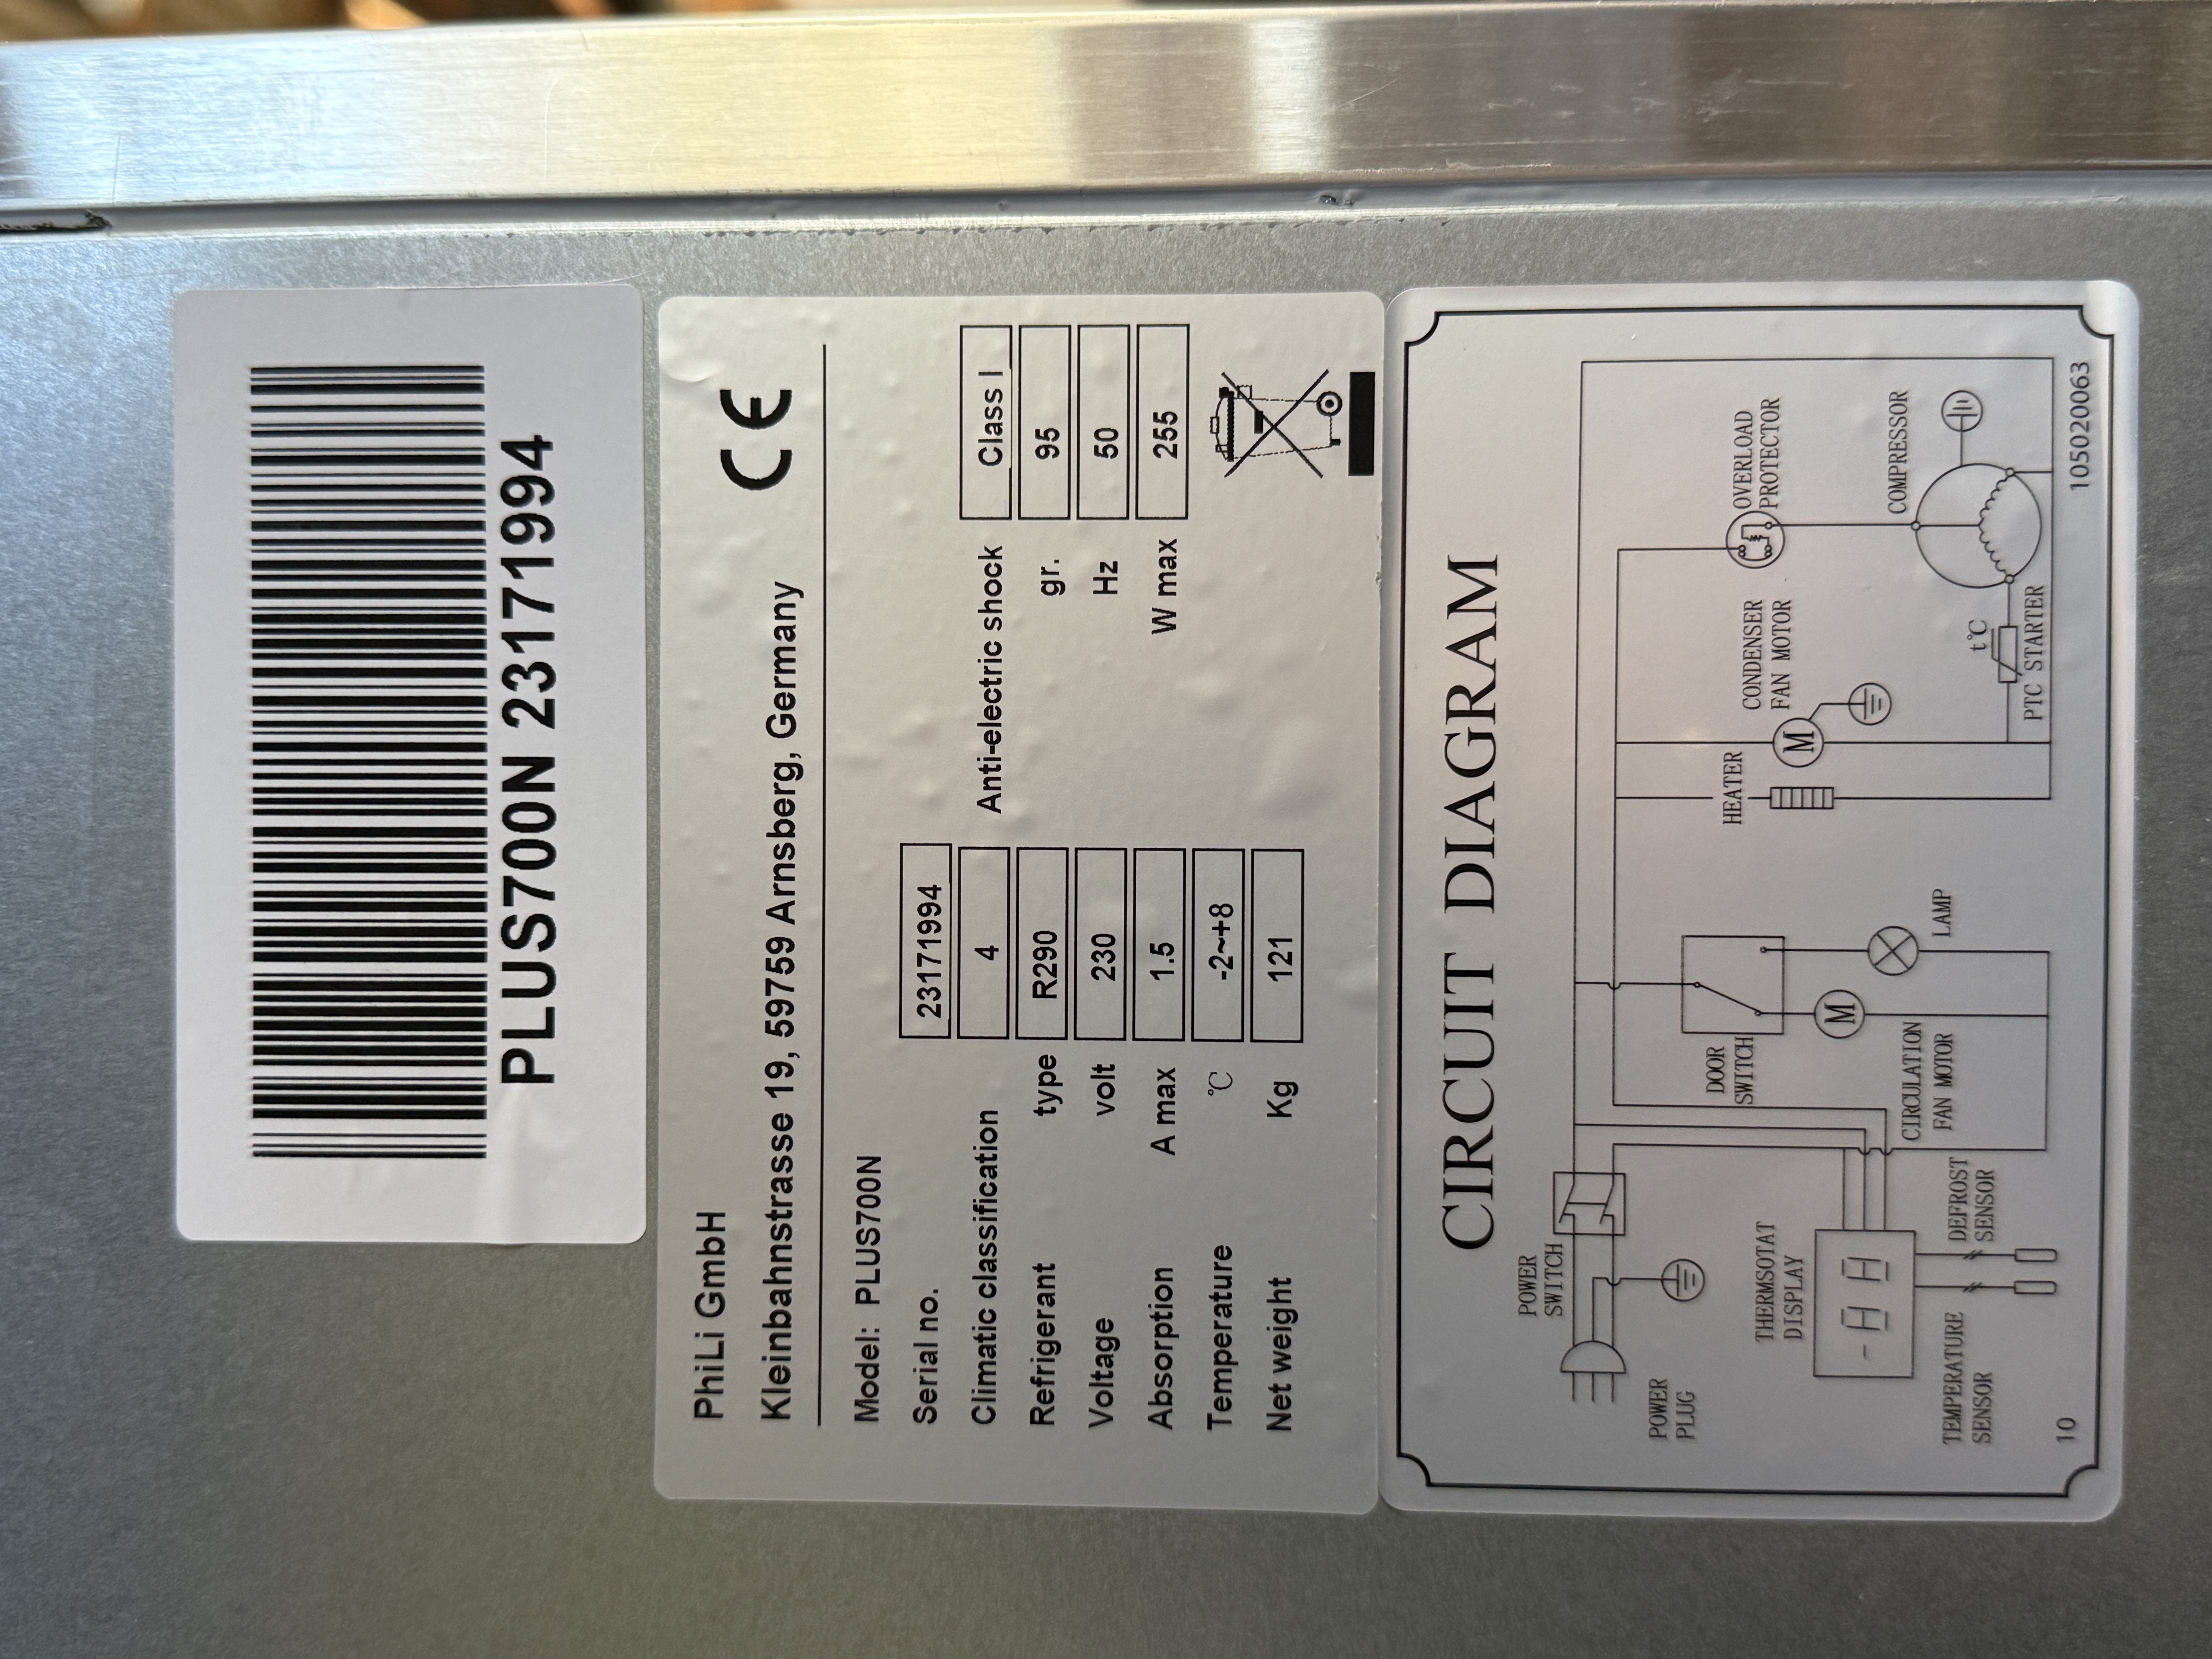 PLUS700N 23171994
PhiLi GmbH
CE
Kleinbahnstrasse 19, 59759 Arnsberg, Germany
Model: PLUS700N
Serial no. 23171994
Climatic classification 4 Anti-electric shock Class I
Refrigerant type R290 gr. 95
Voltage volt 230 Hz 50
Absorption A max 1.5 W max 255
Temperature °C -2~+8
Net weight Kg 121
CIRCUIT DIAGRAM
POWER
SWITCH
POWER
PLUG
DOOR
SWITCH
HEATER
CONDENSER
FAN MOTOR
M
OVERLOAD
PROTECTOR
THERMSOTAT
DISPLAY
M
CIRCULATION
FAN MOTOR
LAMP
COMPRESSOR
t°C
PTC STARTER
TEMPERATURE
SENSOR
DEFROST
SENSOR
10
105020063